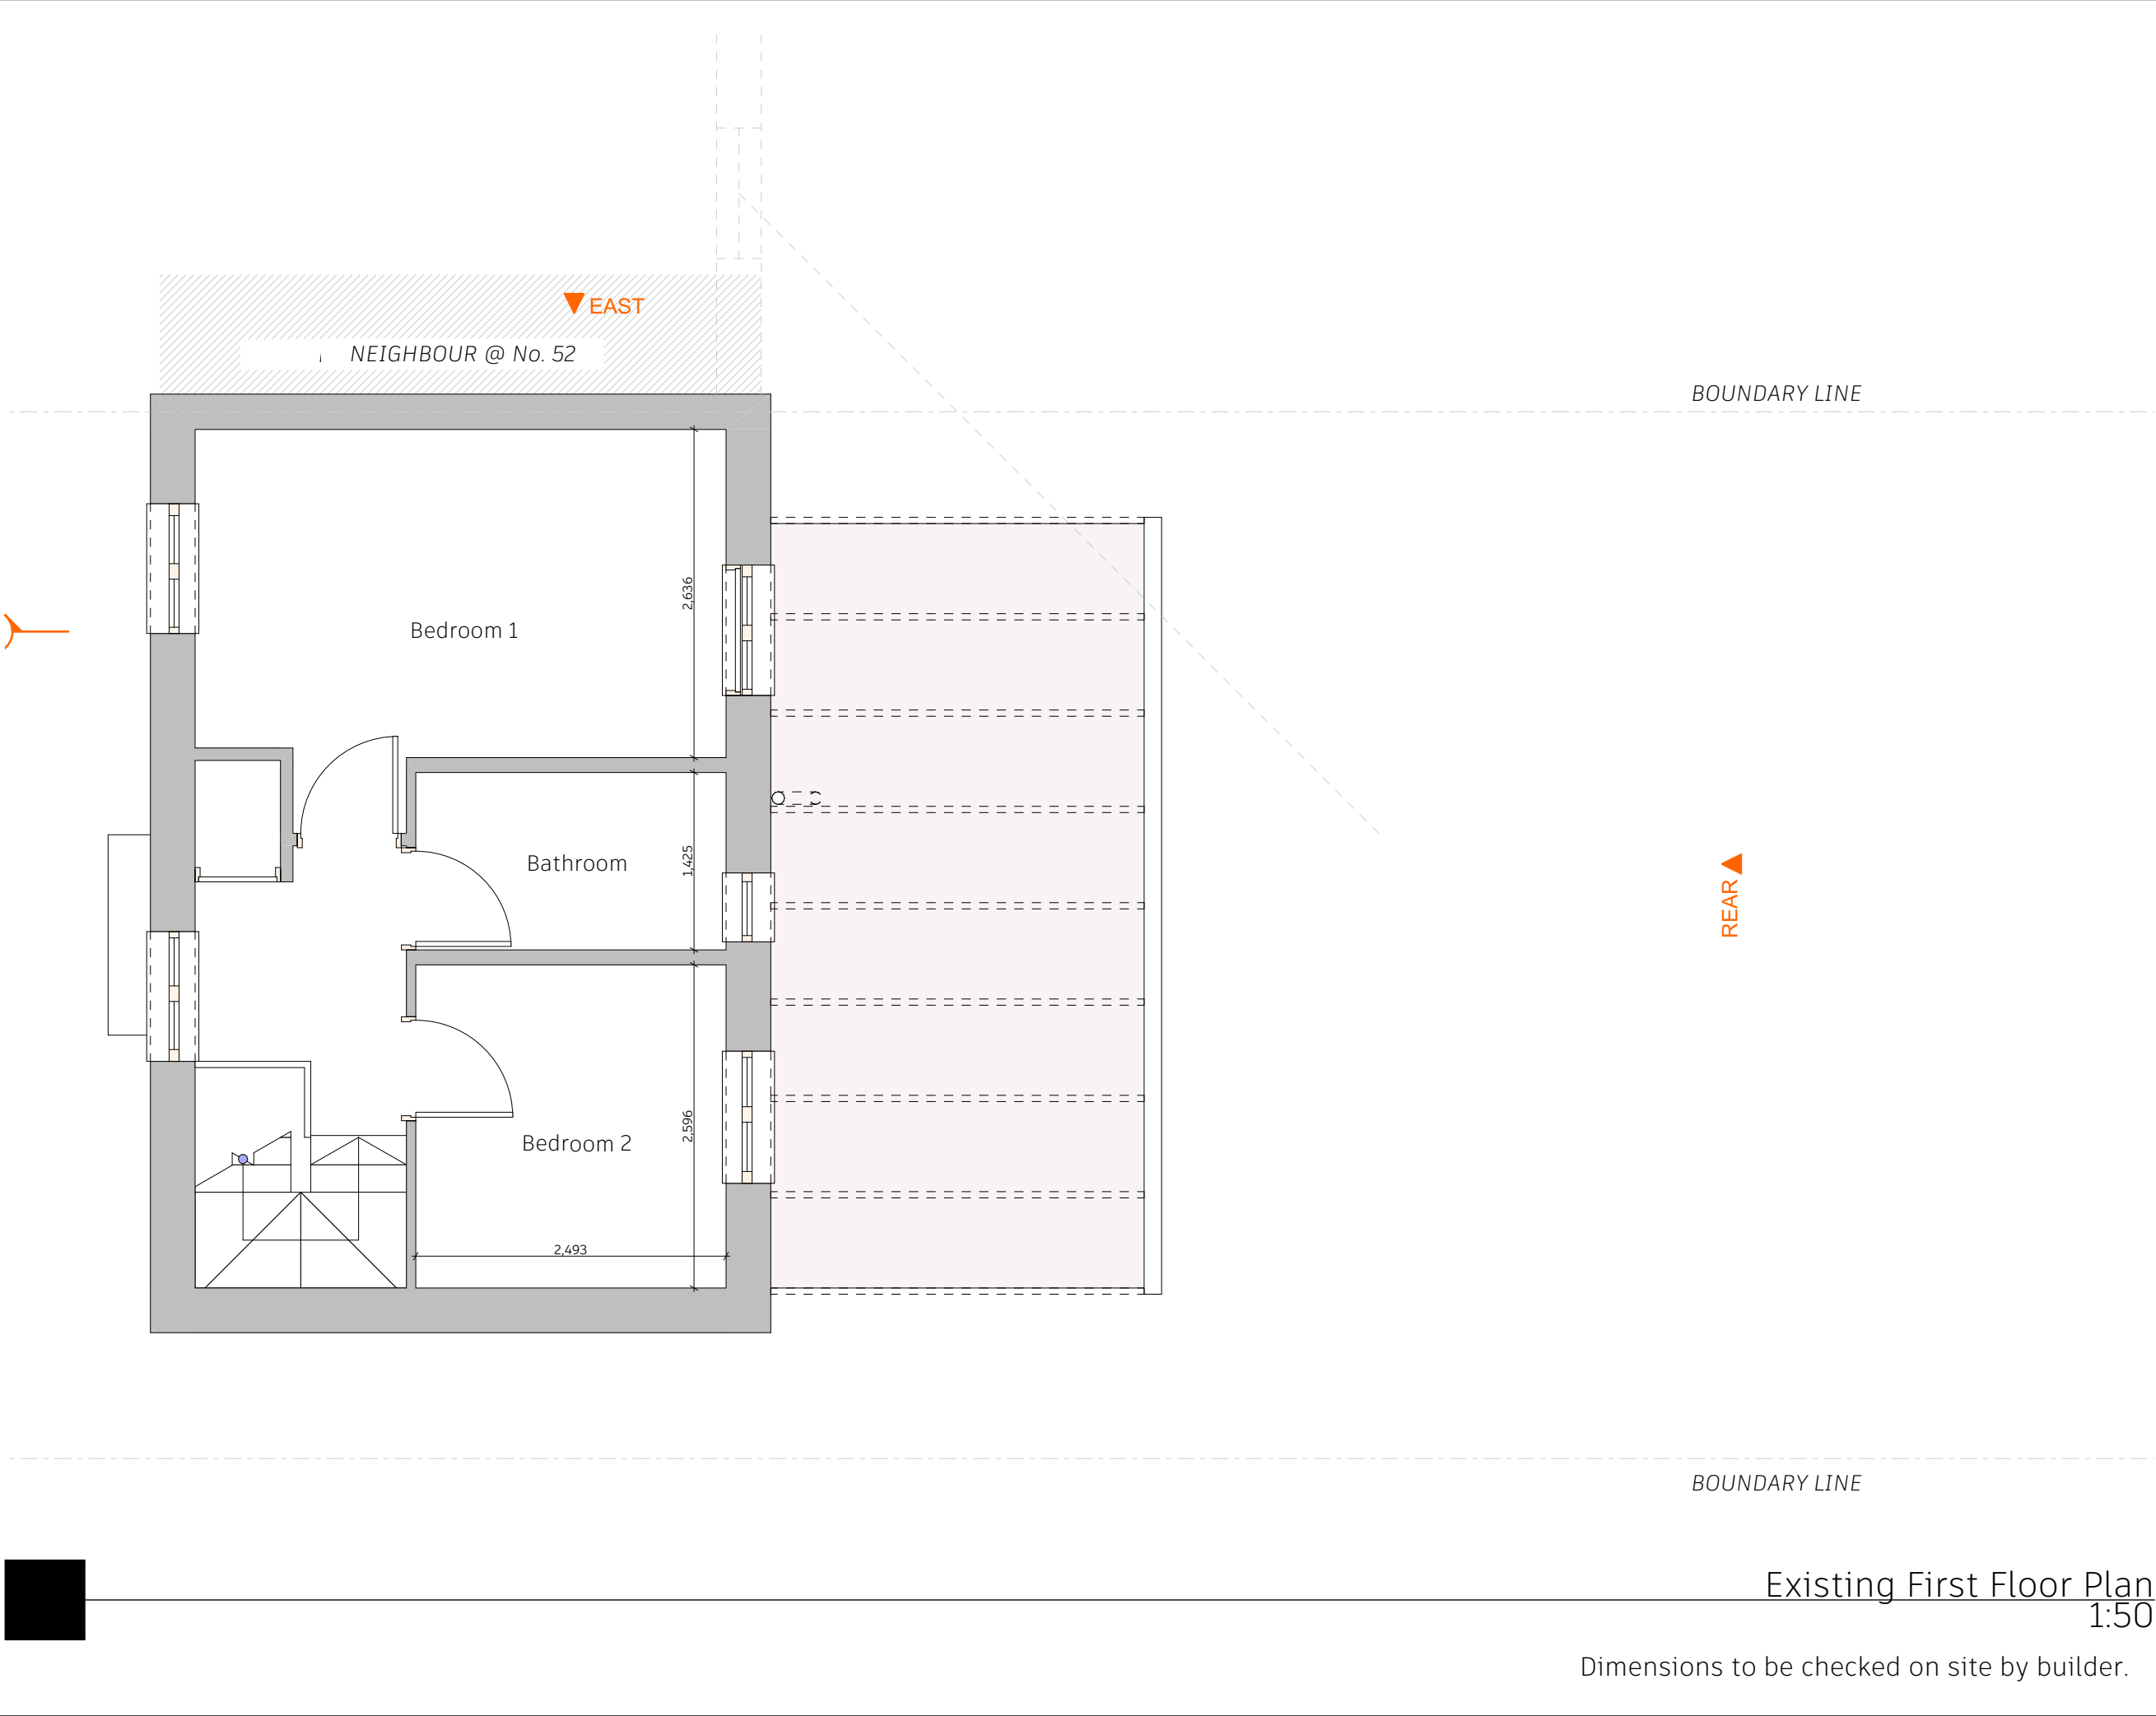 EAST
NEIGHBOUR @ No. 52
BOUNDARY LINE
2,636
Bedroom 1
1,425
Bathroom
REAR
2,596
Bedroom 2
2,493
BOUNDARY LINE
Existing First Floor Plan
1:50
Dimensions to be checked on site by builder.